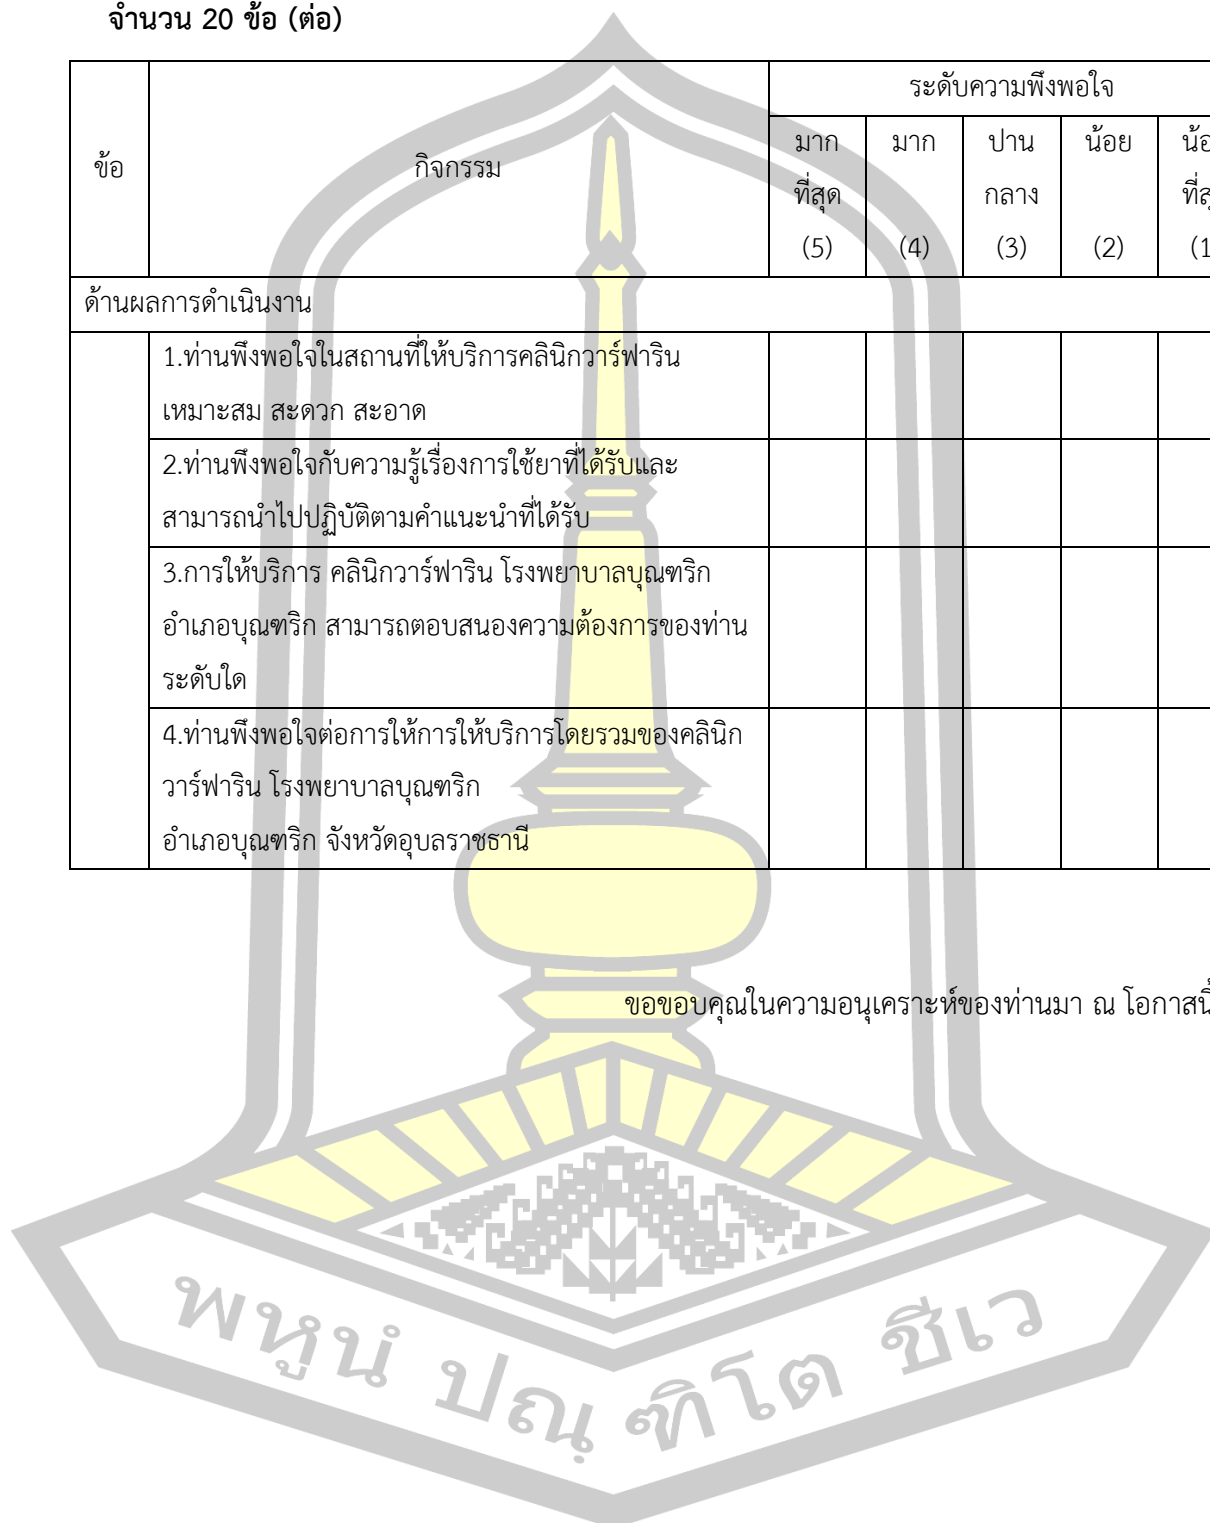 จำนวน 20 ข้อ (ต่อ)
ข้อ
กิจกรรม
ระดับความพึงพอใจ
มาก
ที่สุด
(5)
มาก
(4)
ปาน
กลาง
(3)
น้อย
(2)
ด้านผลการดำเนินงาน
1.ท่านพึงพอใจในสถานที่ให้บริการคลินิกวาร์ฟาริน
เหมาะสม สะดวก สะอาด
2.ท่านพึงพอใจกับความรู้เรื่องการใช้ยาที่ได้รับและ
สามารถนำไปปฏิบัติตามคำแนะนำที่ได้รับ
3.การให้บริการ คลินิกวาร์ฟาริน โรงพยาบาลบุณฑริก
อำเภอบุณฑริก สามารถตอบสนองความต้องการของท่าน
ระดับใด
4.ท่านพึงพอใจต่อการให้การให้บริการโดยรวมของคลินิก
วาร์ฟาริน โรงพยาบาลบุณฑริก
อำเภอบุณฑริก จังหวัดอุบลราชธานี
ขอขอบคุณในความอนุเคราะห์ของท่านมา ณ โอกาสนี้
พหูนํ ปณฺฑิโต ชีเว